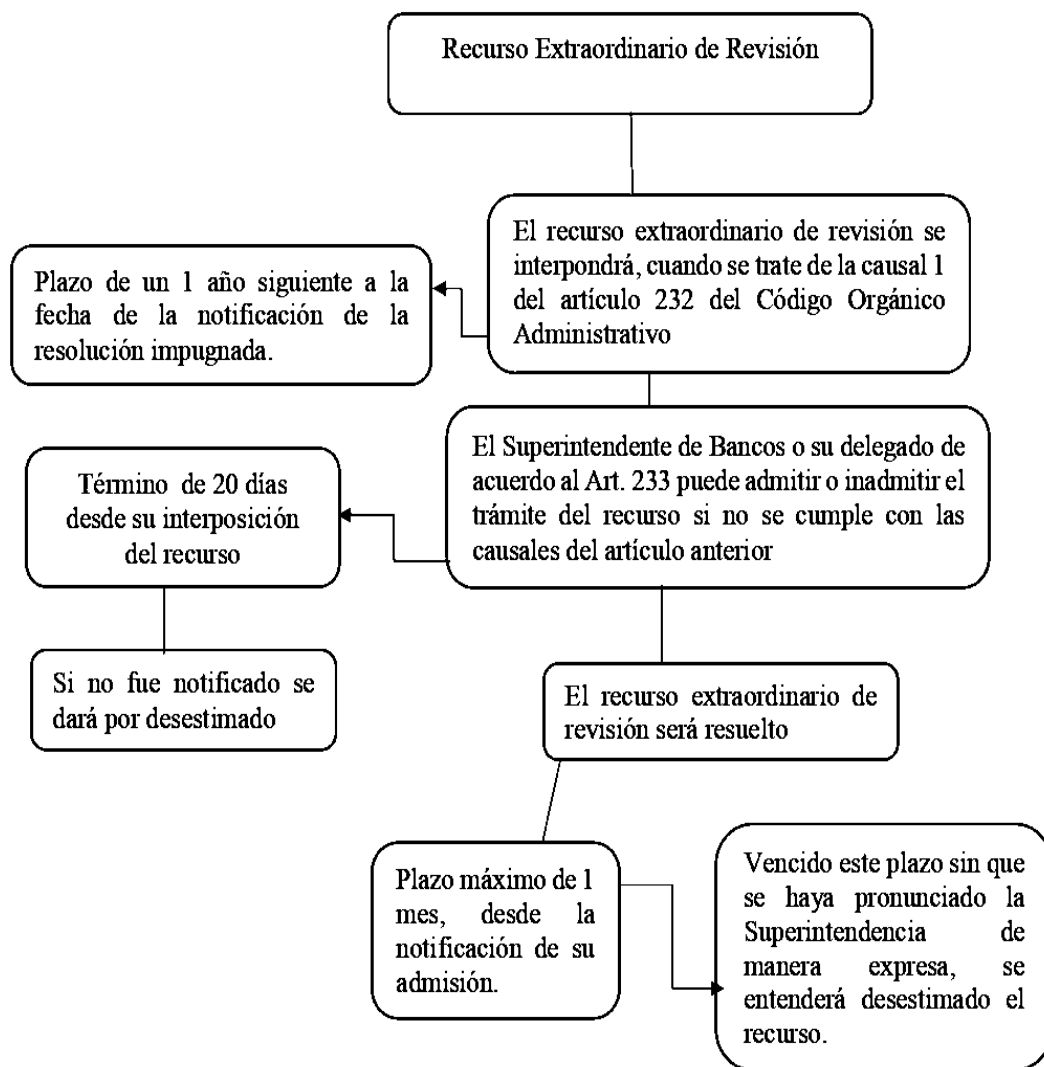 Recurso Extraordinario de Revisión
El recurso extraordinario de revisión se
interpondrá, cuando se trate de la causal 1
del artículo 232 del Código Orgánico
Administrativo
Plazo de un 1 año siguiente a la
fecha de la notificación de la
resolución impugnada.
El Superintendente de Bancos o su delegado de
acuerdo al Art. 233 puede admitir o inadmitir el
trámite del recurso si no se cumple con las
causales del artículo anterior
Término de 20 días
desde su interposición
del recurso
Si no fue notificado se
dará por desestimado
El recurso extraordinario de
revisión será resuelto
Plazo máximo de 1
mes, desde la
notificación de su
admisión.
Vencido este plazo sin que
se haya pronunciado la
Superintendencia de
manera expresa, se
entenderá desestimado el
recurso.